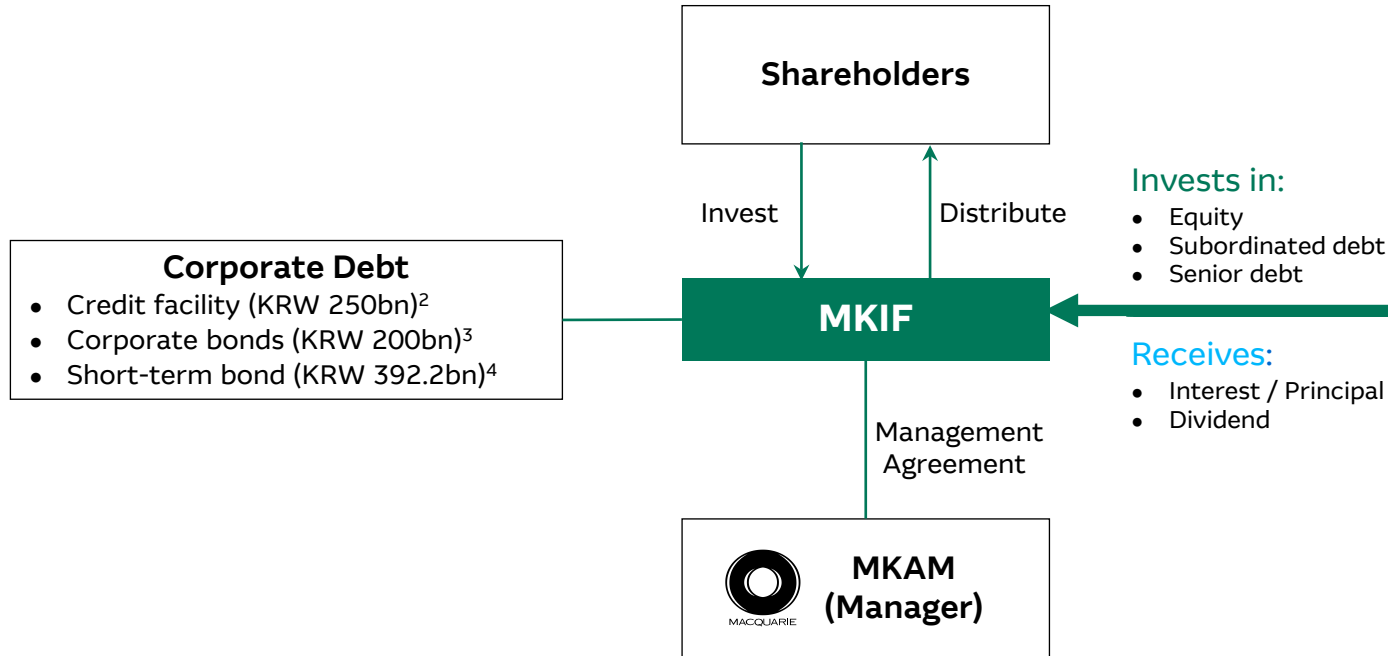 Shareholders
Invest
Distribute
Invests in:
• Equity
• Subordinated debt
• Senior debt
Corporate Debt
• Credit facility (KRW 250bn)²
• Corporate bonds (KRW 200bn)³
• Short-term bond (KRW 392.2bn)⁴
MKIF
Receives:
• Interest / Principal
• Dividend
Management
Agreement
MACQUARIE
MKAM
(Manager)